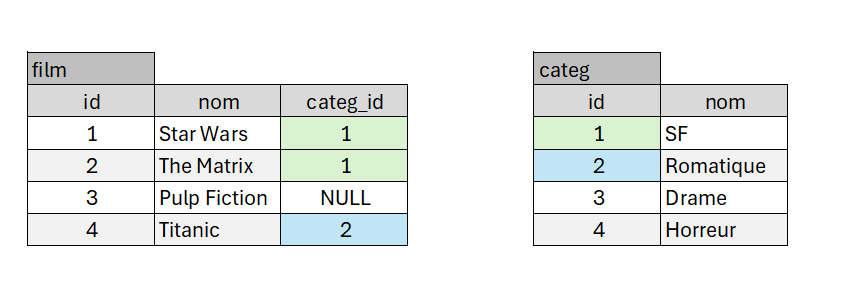 film
id nom categ_id
1 Star Wars 1
2 The Matrix 1
3 Pulp Fiction NULL
4 Titanic 2
categ
id nom
1 SF
2 Romatique
3 Drame
4 Horreur